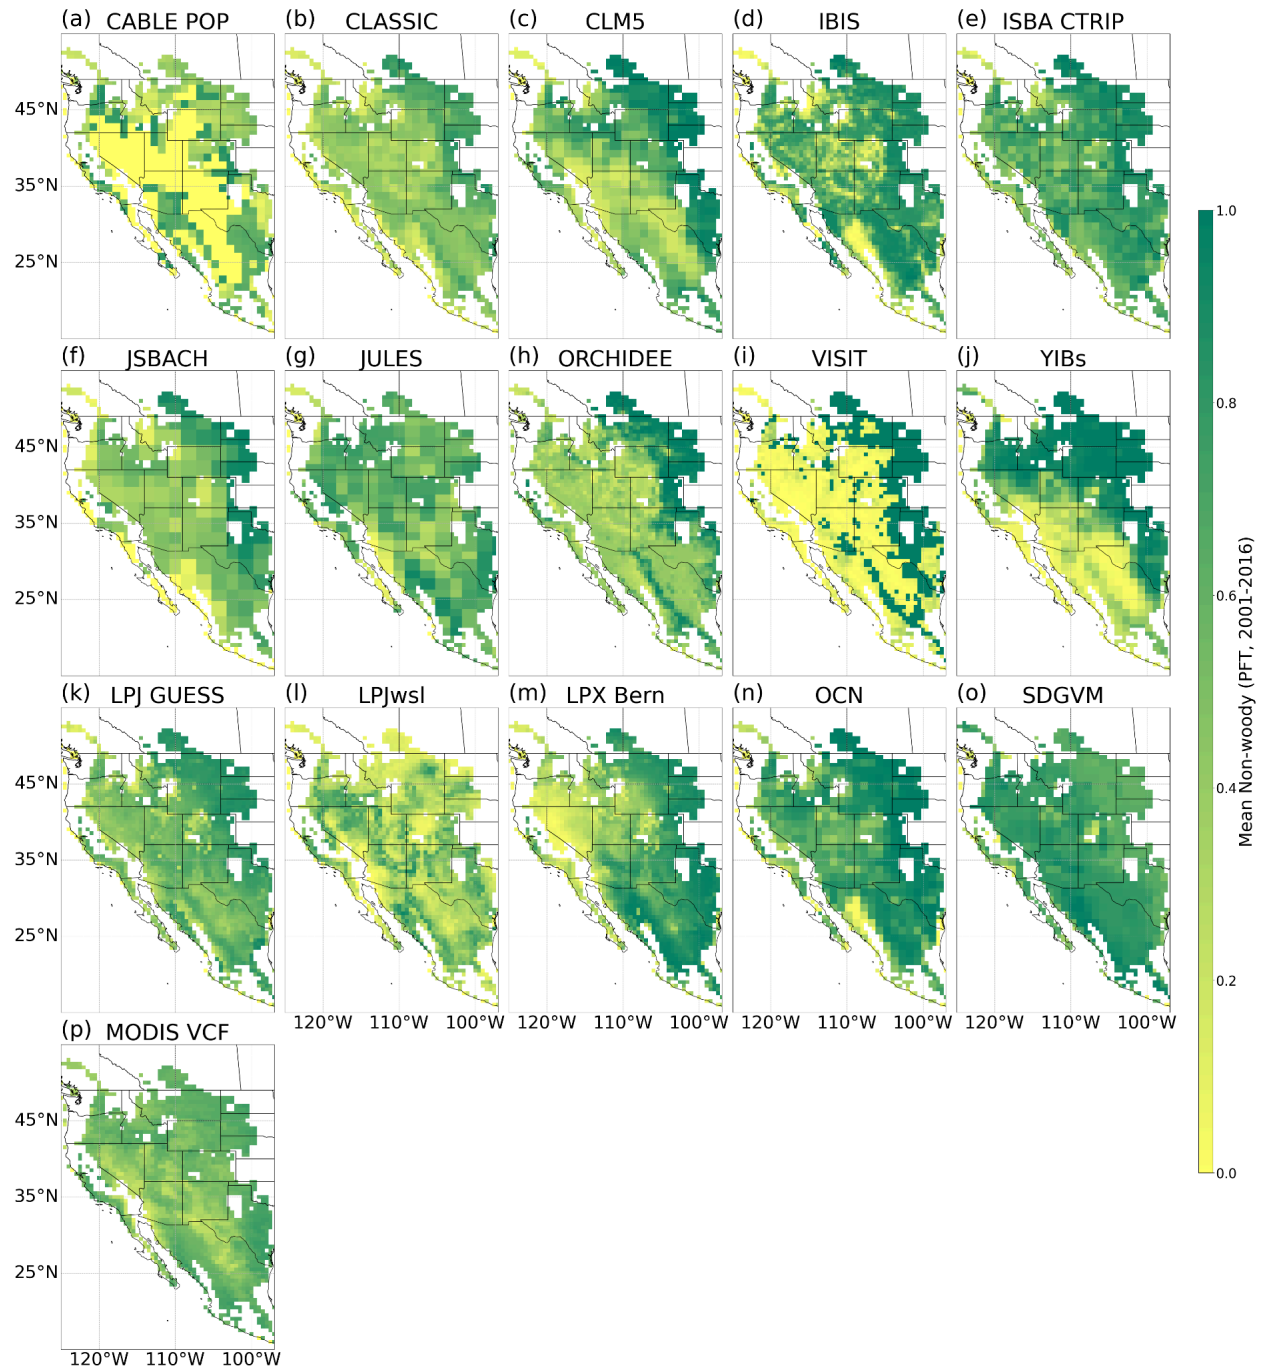 (a) CABLE POP
(b) CLASSIC
(c) CLM5
(d) IBIS
(e) ISBA CTRIP
45°N
35°N
25°N
(f) JSBACH
(g) JULES
(h) ORCHIDEE
(i) VISIT
(j) YIBs
45°N
35°N
25°N
(k) LPJ GUESS
(l) LPJwsl
(m) LPX Bern
(n) OCN
(o) SDGVM
45°N
35°N
25°N
120°W 110°W 100°W
120°W 110°W 100°W
120°W 110°W 100°W
120°W 110°W 100°W
(p) MODIS VCF
45°N
35°N
25°N
120°W 110°W 100°W
1.0
0.8
0.6
0.4
0.2
0.0
Mean Non-woody (PFT, 2001-2016)